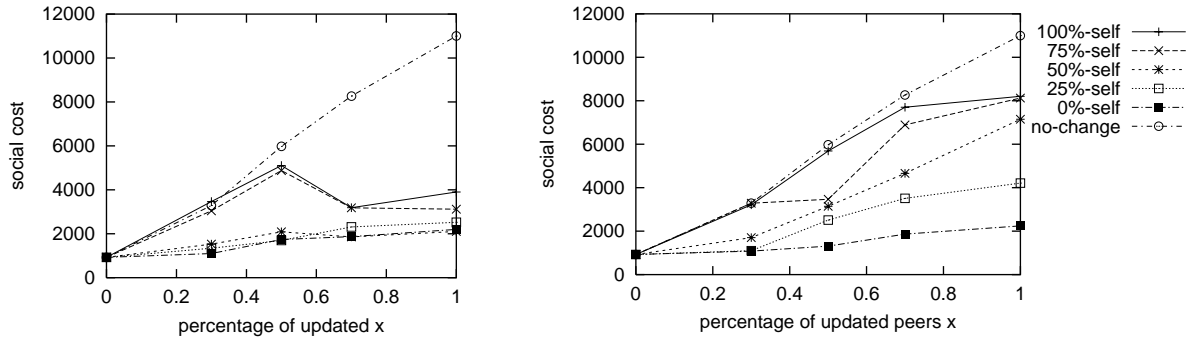 12000
10000
8000
6000
4000
2000
0
social cost
0 0.2 0.4 0.6 0.8 1
percentage of updated x
12000
10000
8000
6000
4000
2000
0
social cost
0 0.2 0.4 0.6 0.8 1
percentage of updated peers x
100%-self
75%-self
50%-self
25%-self
0%-self
no-change